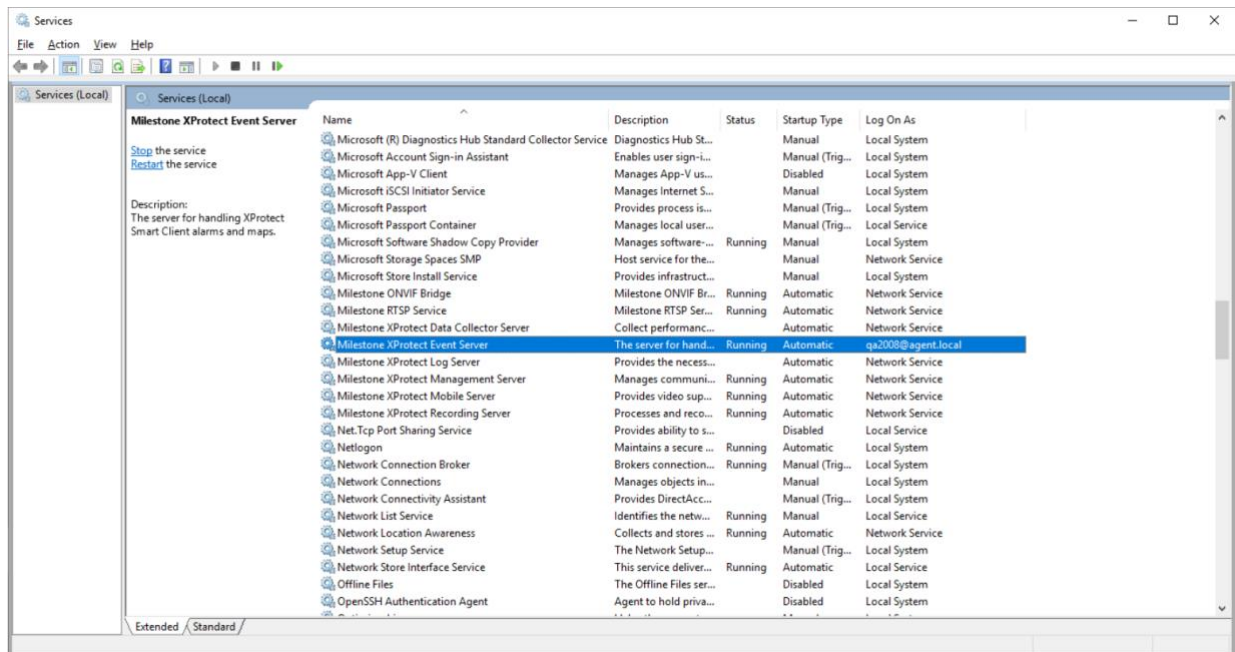 Services
File Action View Help
Services (Local)
Services (Local)
Milestone XProtect Event Server
Stop the service
Restart the service
Description:
The server for handling XProtect
Smart Client alarms and maps.
Name Description Status Startup Type Log On As
Microsoft (R) Diagnostics Hub Standard Collector Service Diagnostics Hub St... Manual Local System
Microsoft Account Sign-in Assistant Enables user sign-i... Manual (Trig... Local System
Microsoft App-V Client Manages App-V us... Disabled Local System
Microsoft iSCSI Initiator Service Manages Internet S... Manual Local System
Microsoft Passport Provides process is... Manual (Trig... Local System
Microsoft Passport Container Manages local user... Manual (Trig... Local Service
Microsoft Software Shadow Copy Provider Manages software-... Running Manual Local System
Microsoft Storage Spaces SMP Host service for the... Manual Network Service
Microsoft Store Install Service Provides infrastruct... Manual Local System
Milestone ONVIF Bridge Milestone ONVIF Br... Running Automatic Network Service
Milestone RTSP Service Milestone RTSP Ser... Running Automatic Network Service
Milestone XProtect Data Collector Server Collect performanc... Automatic Network Service
Milestone XProtect Event Server The server for hand... Running Automatic qa2008@agent.local
Milestone XProtect Log Server Provides the necess... Automatic Network Service
Milestone XProtect Management Server Manages communi... Running Automatic Network Service
Milestone XProtect Mobile Server Provides video sup... Running Automatic Network Service
Milestone XProtect Recording Server Processes and reco... Running Automatic Network Service
Net.Tcp Port Sharing Service Provides ability to s... Disabled Local Service
Netlogon Maintains a secure ... Running Automatic Local System
Network Connection Broker Brokers connection... Running Manual (Trig... Local System
Network Connections Manages objects in... Manual Local System
Network Connectivity Assistant Provides DirectAcc... Manual (Trig... Local System
Network List Service Identifies the netw... Running Manual Local Service
Network Location Awareness Collects and stores ... Running Automatic Network Service
Network Setup Service The Network Setup... Manual (Trig... Local System
Network Store Interface Service This service deliver... Running Automatic Local Service
Offline Files The Offline Files ser... Disabled Local System
OpenSSH Authentication Agent Agent to hold priva... Disabled Local System
Extended Standard